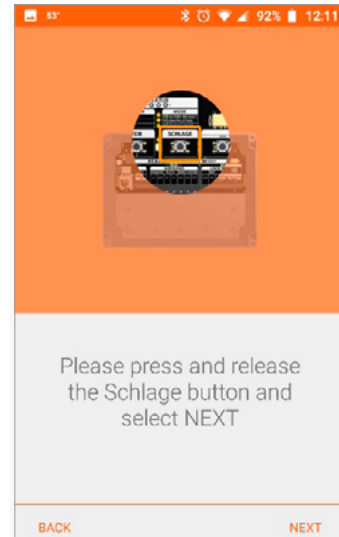 53° 92% 12:11
SCHLAGE
Please press and release
the Schlage button and
select NEXT
BACK NEXT